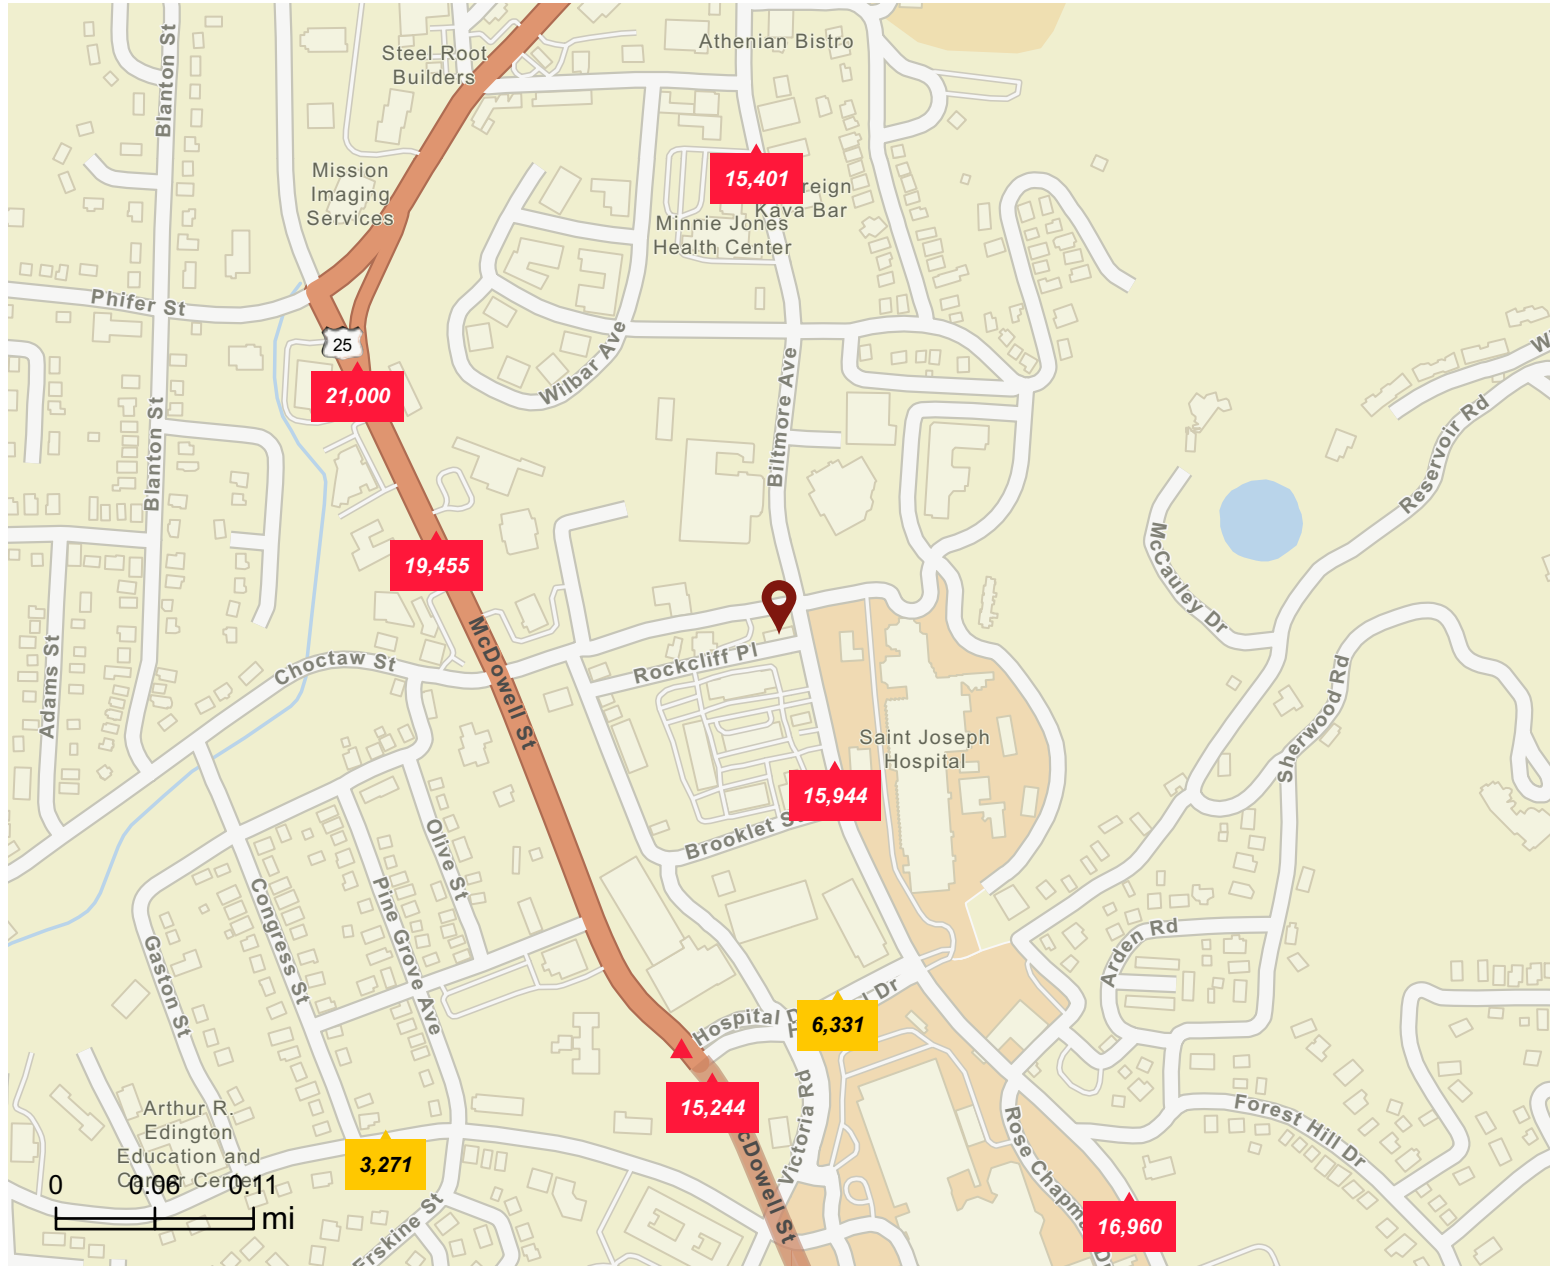 Blanton St
Steel Root
Builders
Athenian Bistro
Mission
Imaging
Services
15,401
reign
Kava Bar
Minnie Jones
Health Center
Phifer St
25
21,000
Wilbar Ave
Biltmore Ave
Blanton St
Reservoir Rd
McCauley Dr
19,455
McDowell St
Choctaw St
Rockcliff Pl
Adams St
Sherwood Rd
Saint Joseph
Hospital
15,944
Brooklet S
Olive St
Pine Grove Ave
Congress St
Gaston St
Arden Rd
Hospital D
l Dr
6,331
15,244
Victoria Rd
cDowell St
Rose Chapm
Dr
Forest Hill Dr
Arthur R.
Edington
Education and
Career Center
3,271
0 0.06 0.11
mi
Erskine St
16,960